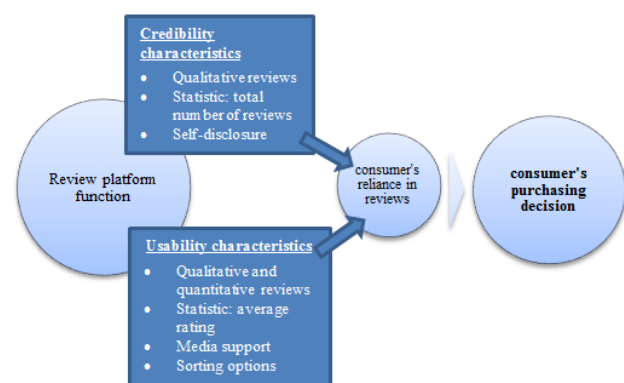 Credibility
characteristics
• Qualitative reviews
• Statistic: total
number of reviews
• Self-disclosure
Review platform
function
consumer's
reliance in
reviews
consumer's
purchasing
decision
Usability characteristics
• Qualitative and
quantitative reviews
• Statistic: average
rating
• Media support
• Sorting options